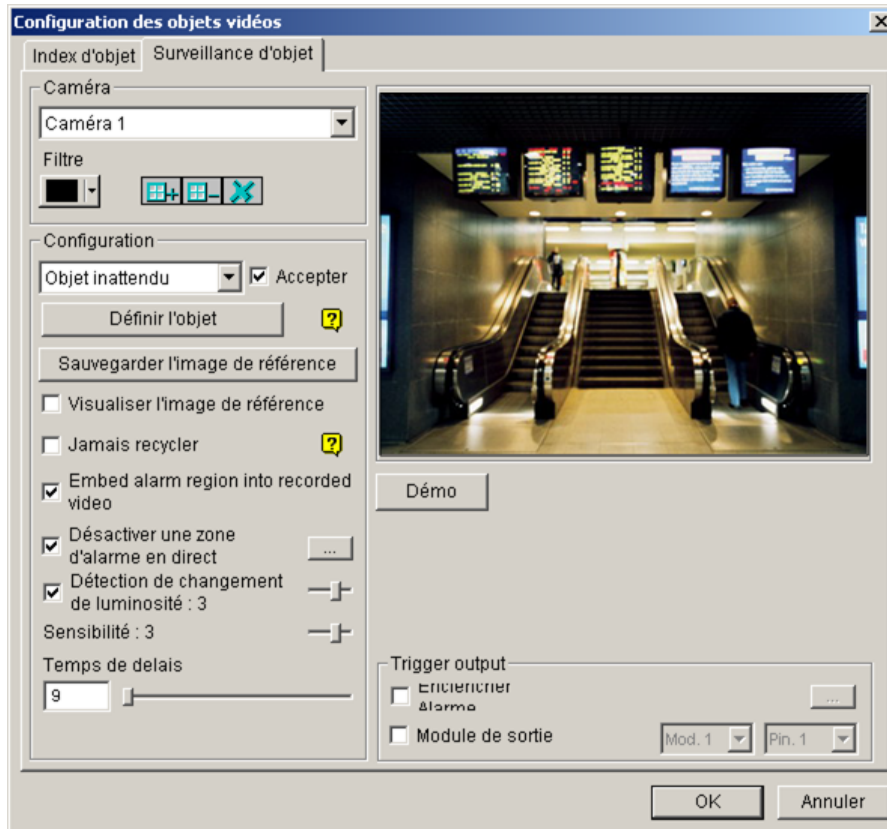 Configuration des objets vidéos
Index d'objet
Surveillance d'objet
Caméra
Caméra 1
Filtre
Configuration
Objet inattendu
Accepter
Définir l'objet
?
Sauvegarder l'image de référence
Visualiser l'image de référence
Jamais recycler
?
Embed alarm region into recorded
video
Désactiver une zone
d'alarme en direct
...
Détection de changement
de luminosité : 3
Sensibilité : 3
Temps de delais
9
Démo
Trigger output
Enclencher
Alarme
...
Module de sortie
Mod. 1
Pin. 1
OK
Annuler